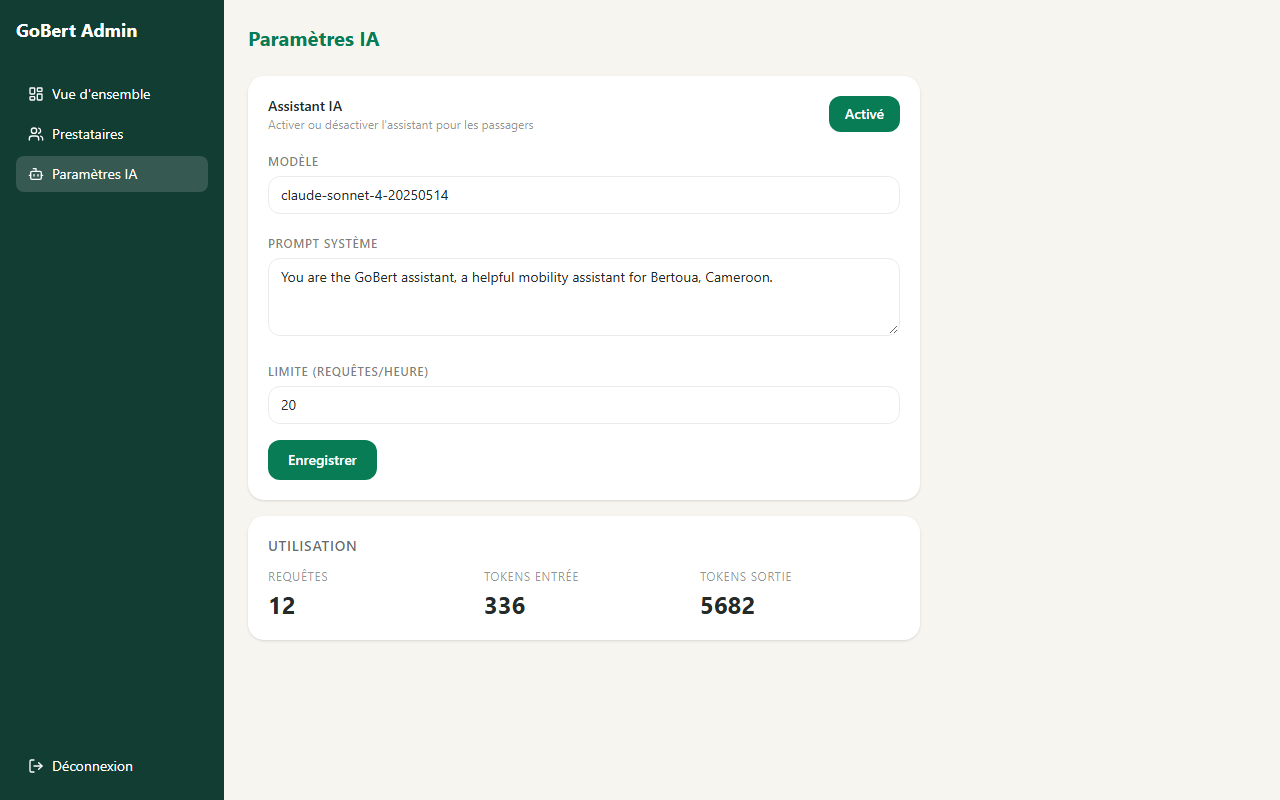 GoBert Admin
Vue d'ensemble
Prestataires
Paramètres IA
Déconnexion
Paramètres IA
Assistant IA
Activer ou désactiver l'assistant pour les passagers
Activé
MODÈLE
claude-sonnet-4-20250514
PROMPT SYSTÈME
You are the GoBert assistant, a helpful mobility assistant for Bertoua, Cameroon.
LIMITE (REQUÊTES/HEURE)
20
Enregistrer
UTILISATION
REQUÊTES TOKENS ENTRÉE TOKENS SORTIE
12 336 5682